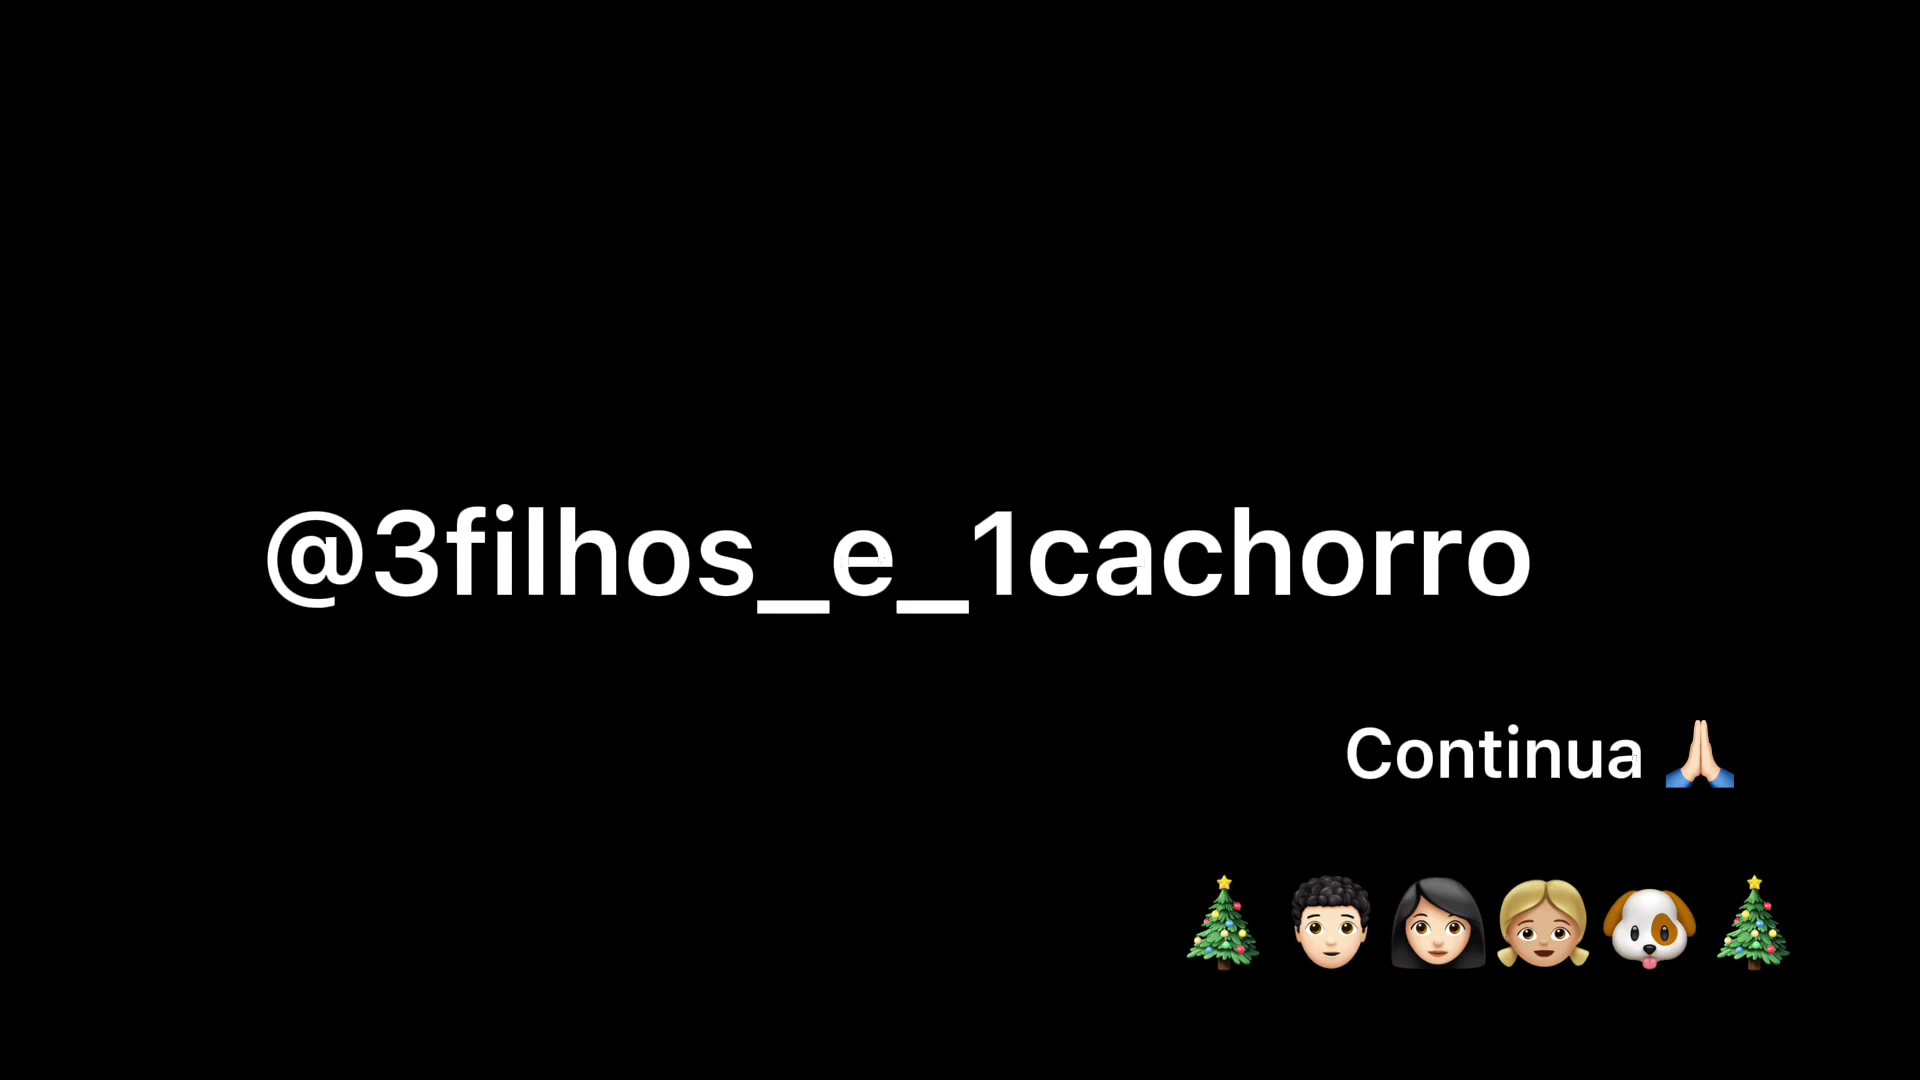 @3filhos_e_1cachorro
Continua 🙏🏻
🎄👨🏻‍🦱👩🏻👧🏼🐶🎄